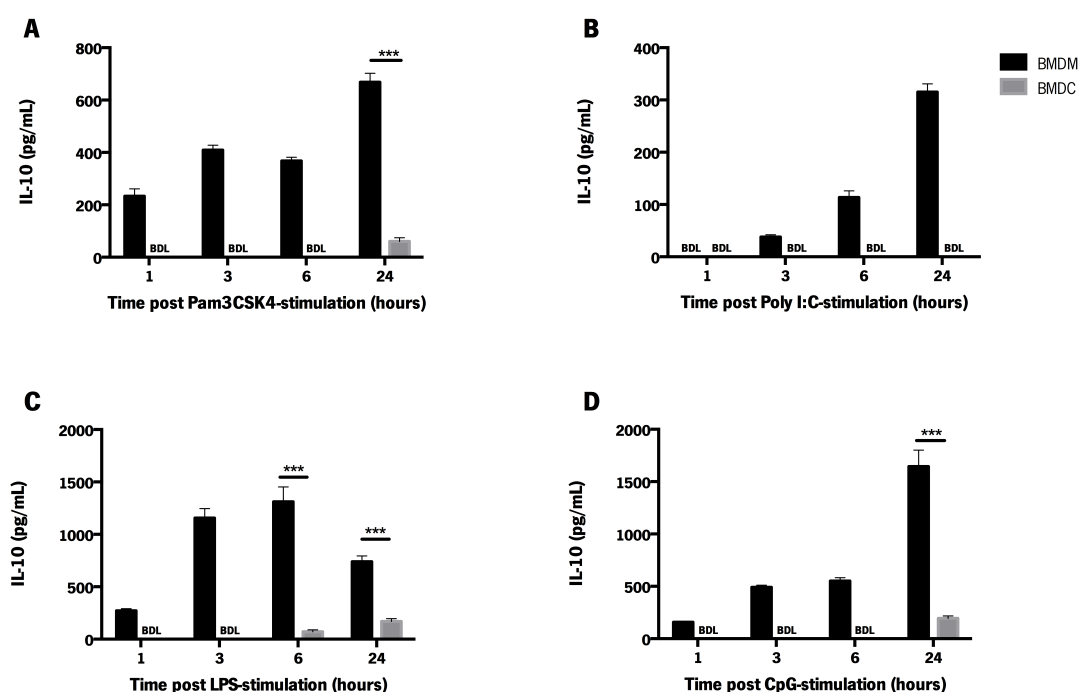 A
B
BMDM
BMDC
IL-10 (pg/mL)
800
600
400
200
0
***
BDL BDL BDL
1 3 6 24
Time post Pam3CSK4-stimulation (hours)
IL-10 (pg/mL)
400
300
200
100
0
BDL BDL BDL BDL BDL
1 3 6 24
Time post Poly I:C-stimulation (hours)
C
D
IL-10 (pg/mL)
2000
1500
1000
500
0
***
***
BDL BDL
1 3 6 24
Time post LPS-stimulation (hours)
IL-10 (pg/mL)
2000
1500
1000
500
0
***
BDL BDL BDL
1 3 6 24
Time post CpG-stimulation (hours)